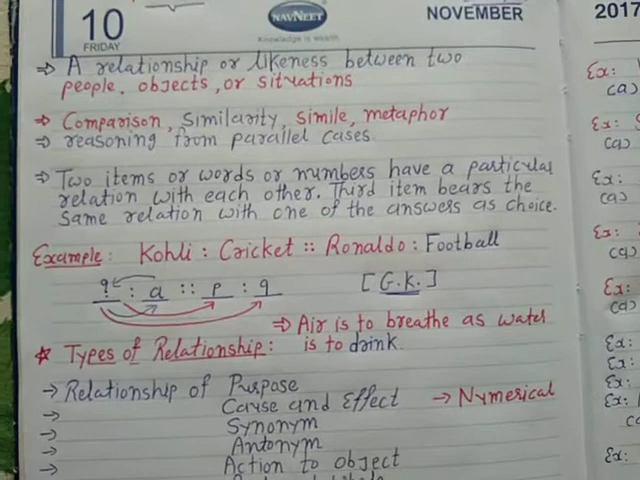 10
FRIDAY
NAVNEET
Knowledge is wealth
NOVEMBER
2017
⇒ A relationship or likeness between two
people, objects, or situations
⇒ Comparison, similarity, simile, metaphor
⇒ reasoning from parallel cases.
⇒ Two items or words or numbers have a particular
relation with each other. Third item bears the
same relation with one of the answers as choice.
Example: Kohli : Cricket :: Ronaldo : Football
? : a :: p : q [G.K.]
⇒ Air is to breathe as water
* Types of Relationship: is to drink.
→ Relationship of Purpose
→ Cause and Effect → Numerical
→ Synonym
→ Antonym
→ Action to object
Ex:
(a)
Ex:
(a)
Ex:
(a)
Ex:
(a)
Ex:
(a)
Ex:
Ex:
Ex:
Ex:
Ex: